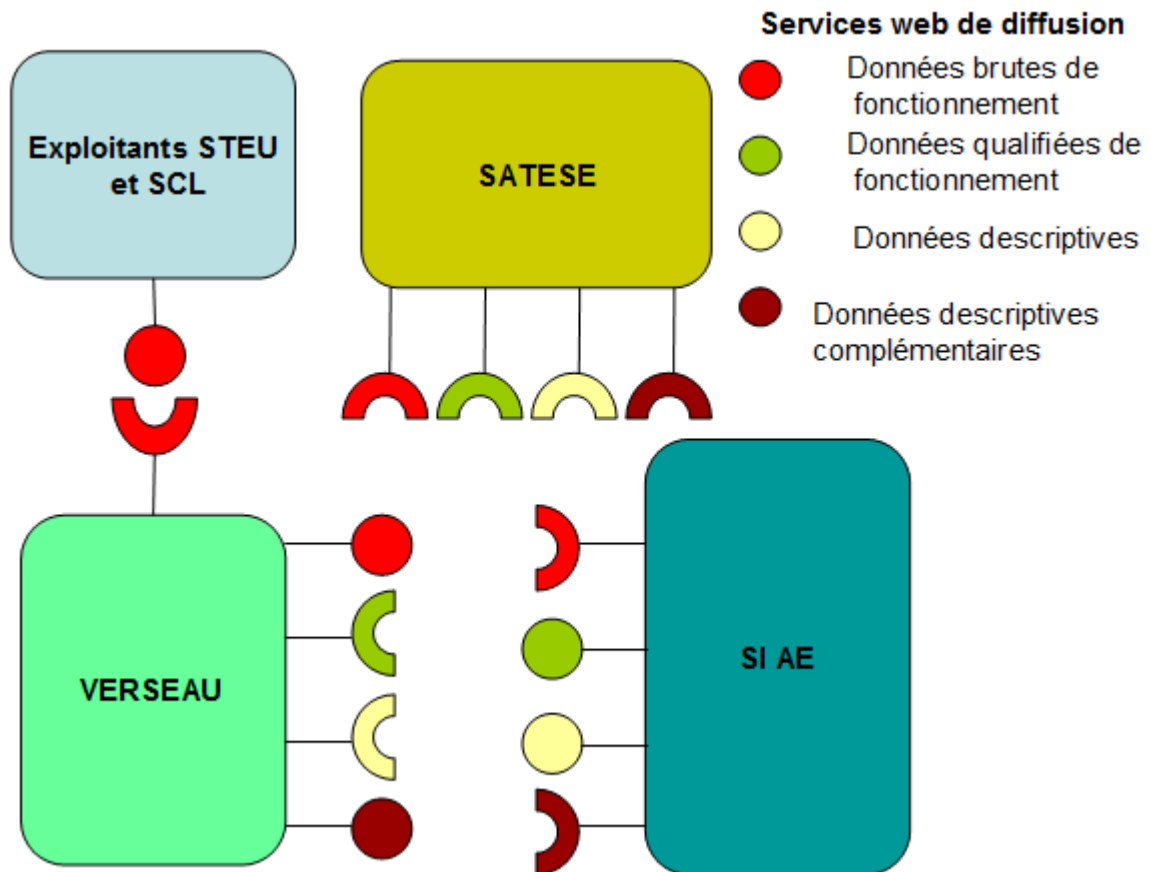 Services web de diffusion
Données brutes de
fonctionnement
Données qualifiées de
fonctionnement
Données descriptives
Données descriptives
complémentaires
Exploitants STEU
et SCL
SATESE
VERSEAU
SI AE